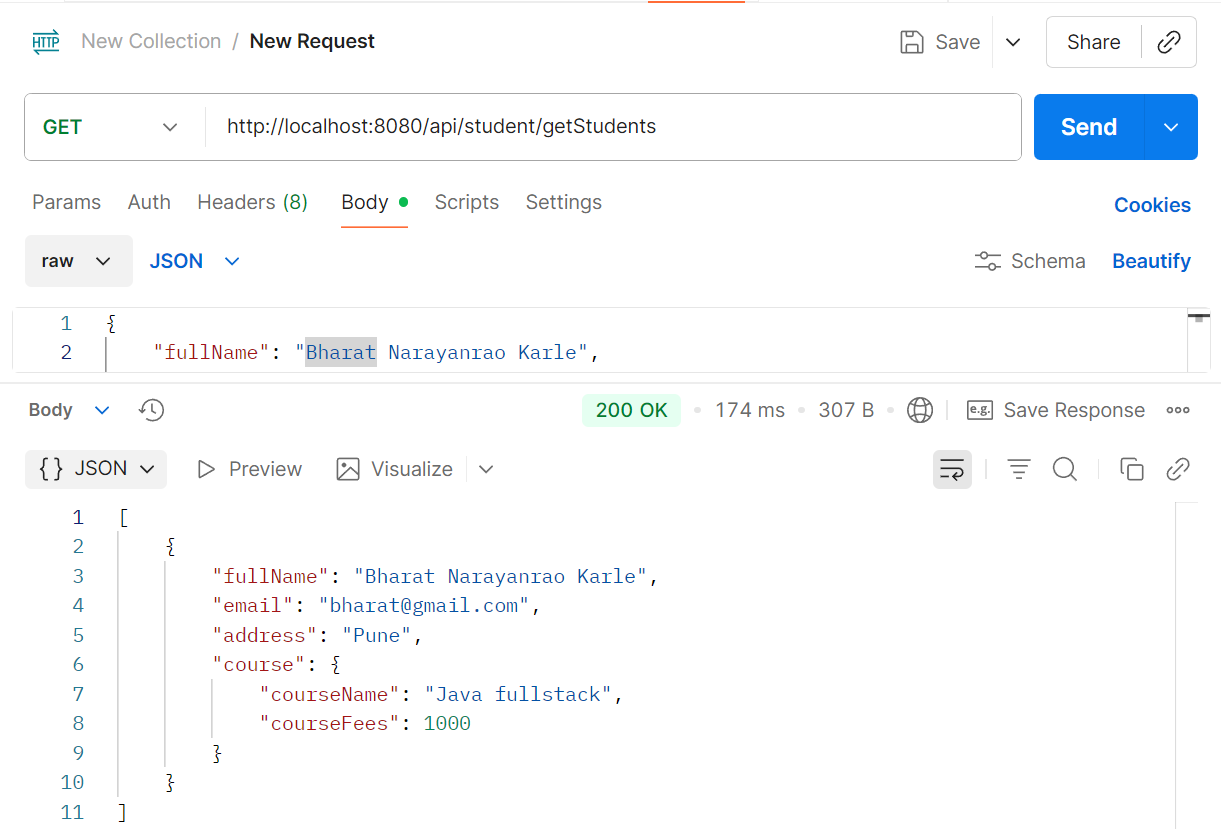 HTTP New Collection / New Request Save Share
GET http://localhost:8080/api/student/getStudents Send
Params Auth Headers (8) Body Scripts Settings Cookies
raw JSON Schema Beautify
1 {
2 "fullName": "Bharat Narayanrao Karle",
Body 200 OK • 174 ms • 307 B • e.g. Save Response
{} JSON Preview Visualize
1 [
2 {
3 "fullName": "Bharat Narayanrao Karle",
4 "email": "bharat@gmail.com",
5 "address": "Pune",
6 "course": {
7 "courseName": "Java fullstack",
8 "courseFees": 1000
9 }
10 }
11 ]